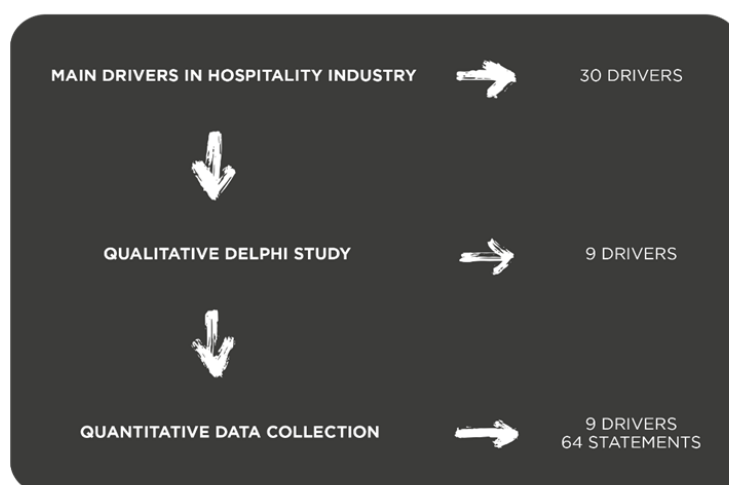 MAIN DRIVERS IN HOSPITALITY INDUSTRY
30 DRIVERS
QUALITATIVE DELPHI STUDY
9 DRIVERS
QUANTITATIVE DATA COLLECTION
9 DRIVERS
64 STATEMENTS